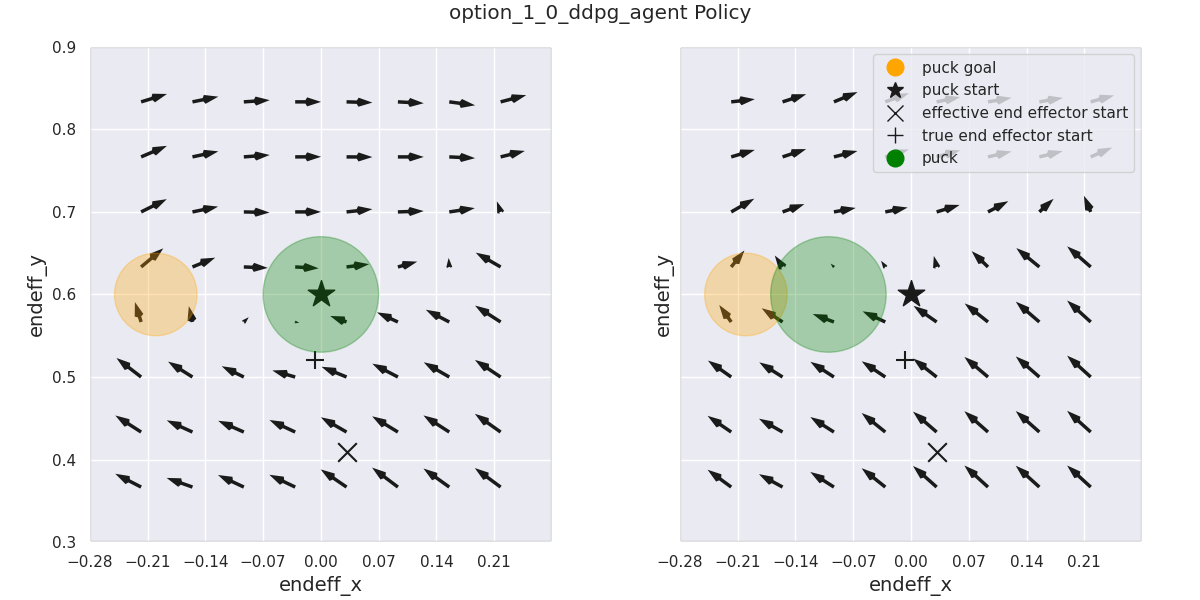 option_1_0_ddpg_agent Policy
0.9
0.8
0.7
0.6
0.5
0.4
0.3
endeff_y
−0.28 −0.21 −0.14 −0.07 0.00 0.07 0.14 0.21
endeff_x
puck goal
puck start
effective end effector start
true end effector start
puck
endeff_y
−0.28 −0.21 −0.14 −0.07 0.00 0.07 0.14 0.21
endeff_x